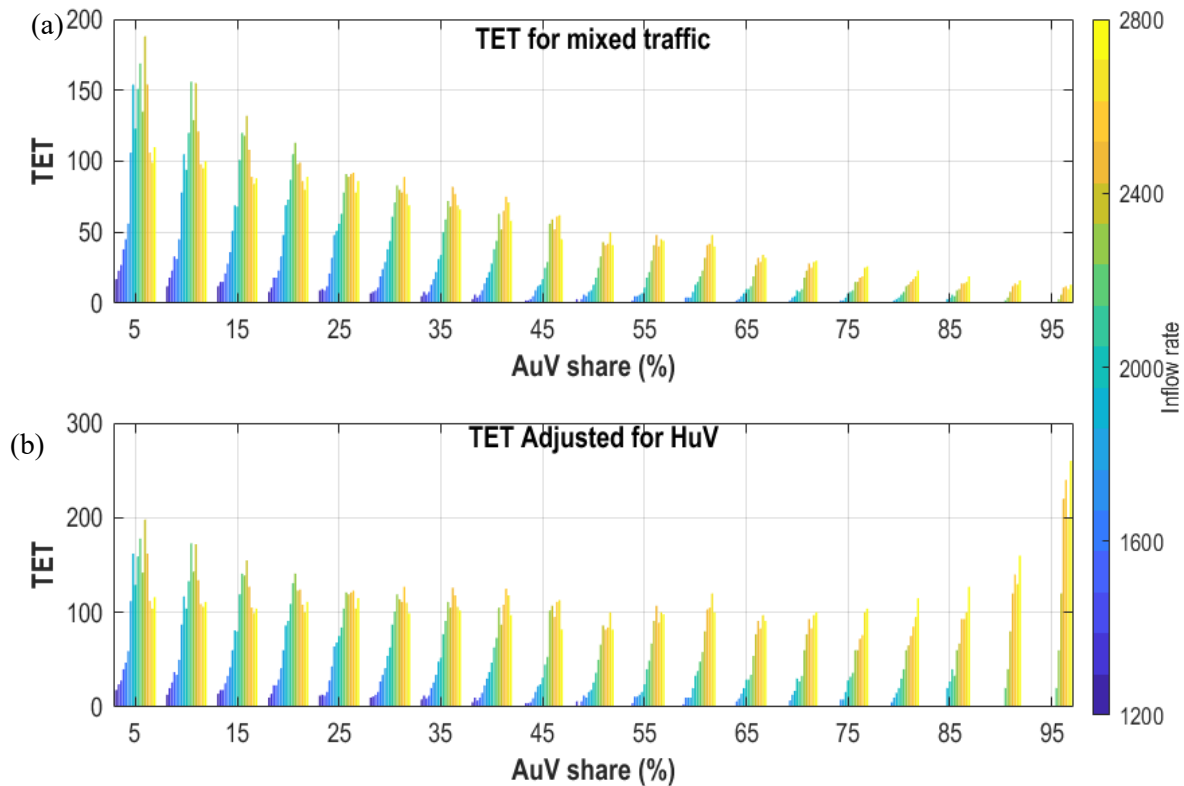 (a)
TET for mixed traffic
200
150
100
50
0
TET
5 15 25 35 45 55 65 75 85 95
AuV share (%)
2800
2400
2000
1600
1200
Inflow rate
(b)
TET Adjusted for HuV
300
200
100
0
TET
5 15 25 35 45 55 65 75 85 95
AuV share (%)